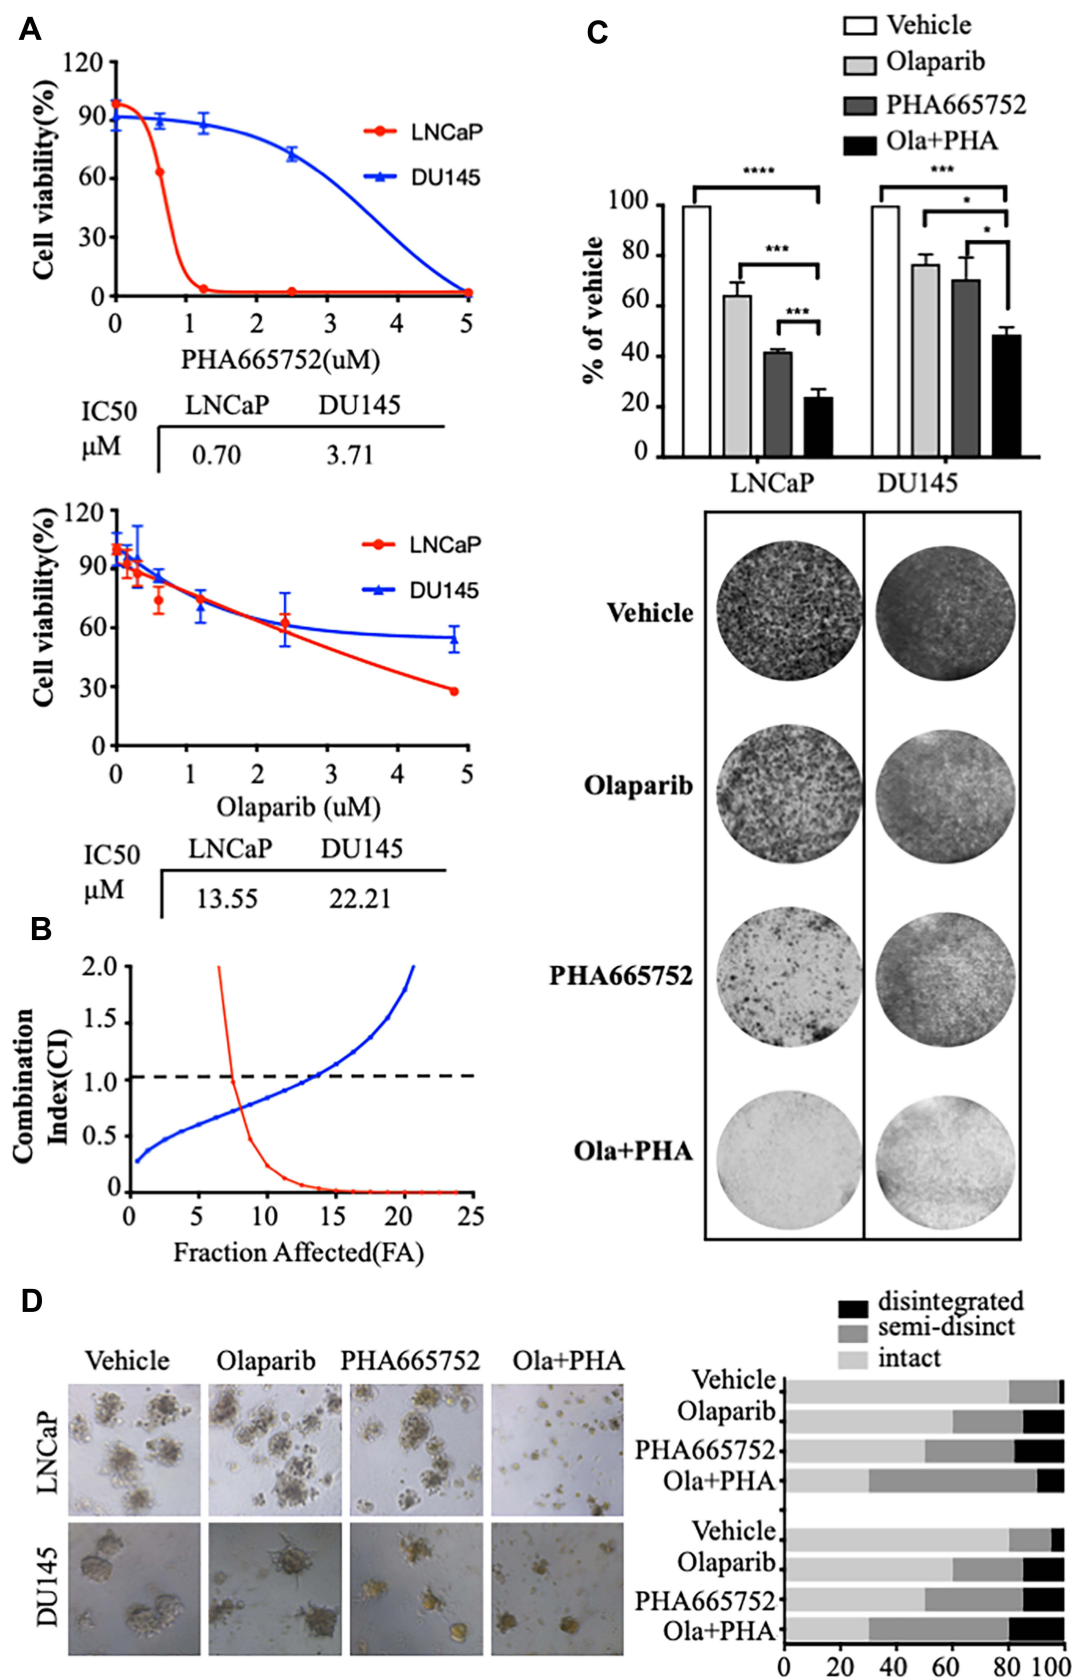 A
120
90
60
30
0
Cell viability(%)
LNCaP
DU145
0 1 2 3 4 5
PHA665752(uM)
IC50
μM
LNCaP DU145
0.70 3.71
120
90
60
30
0
Cell viability(%)
LNCaP
DU145
0 1 2 3 4 5
Olaparib (uM)
IC50
μM
LNCaP DU145
13.55 22.21
B
2.0
1.5
1.0
0.5
0
Combination
Index(CI)
0 5 10 15 20 25
Fraction Affected(FA)
C
Vehicle
Olaparib
PHA665752
Ola+PHA
100
80
60
40
20
0
% of vehicle
**** ***
*** *
*** *
LNCaP DU145
Vehicle
Olaparib
PHA665752
Ola+PHA
D
Vehicle Olaparib PHA665752 Ola+PHA
LNCaP
DU145
disintegrated
semi-disinct
intact
Vehicle
Olaparib
PHA665752
Ola+PHA
Vehicle
Olaparib
PHA665752
Ola+PHA
0 20 40 60 80 100